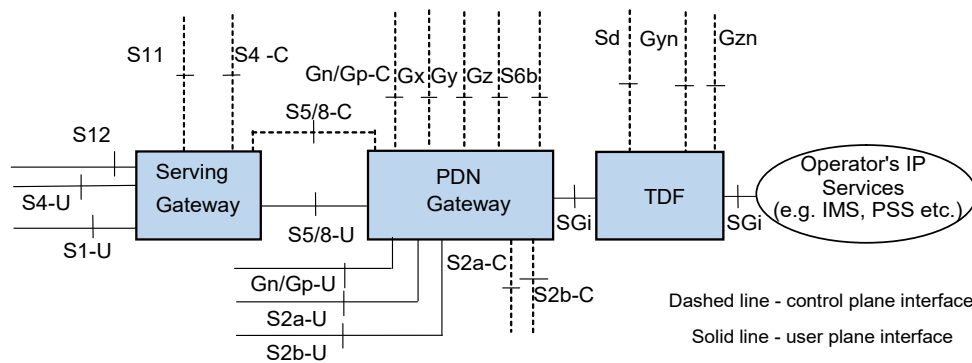 S11
S4 -C
Gn/Gp-C
Gx
Gy
Gz
S6b
Sd
Gyn
Gzn
S5/8-C
S12
S4-U
S1-U
Serving
Gateway
S5/8-U
PDN
Gateway
SGi
TDF
SGi
Operator's IP
Services
(e.g. IMS, PSS etc.)
Gn/Gp-U
S2a-U
S2b-U
S2a-C
S2b-C
Dashed line - control plane interface
Solid line - user plane interface